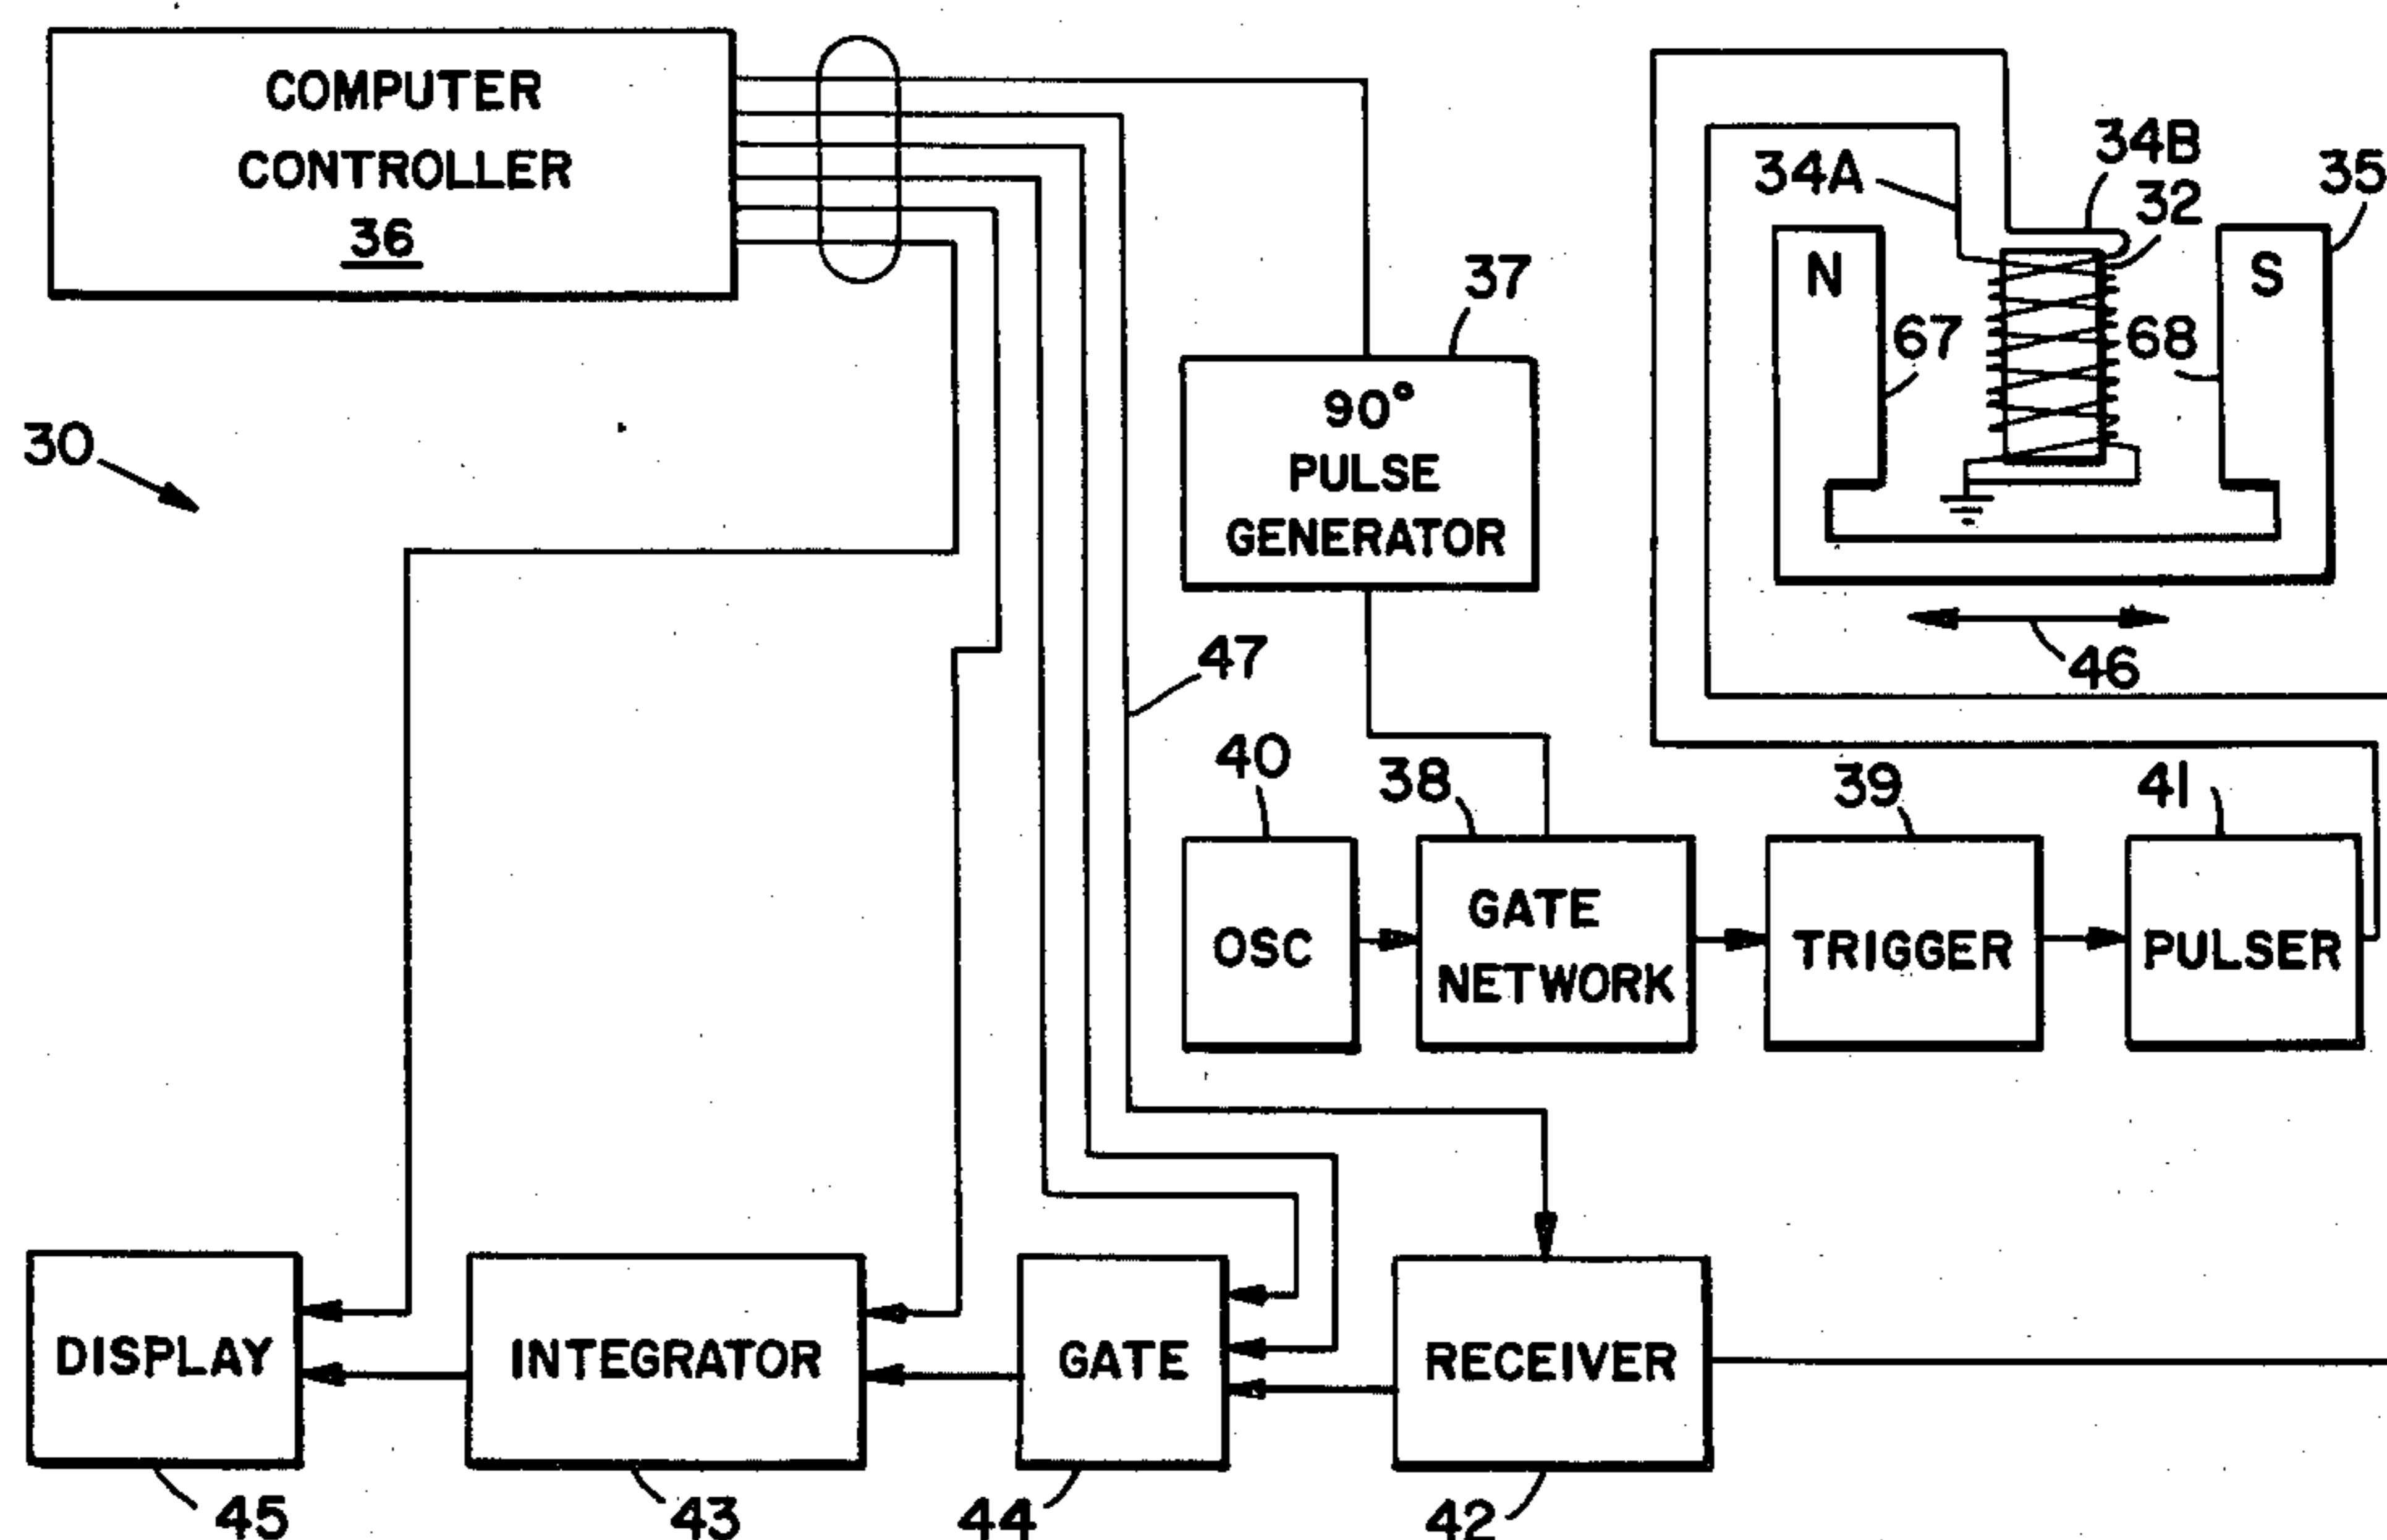 COMPUTER
CONTROLLER
36
34A
34B
32
35
N
S
67
68
37
90°
PULSE
GENERATOR
30
47
46
40
38
39
41
OSC
GATE
NETWORK
TRIGGER
PULSER
DISPLAY
INTEGRATOR
GATE
RECEIVER
45
43
44
42